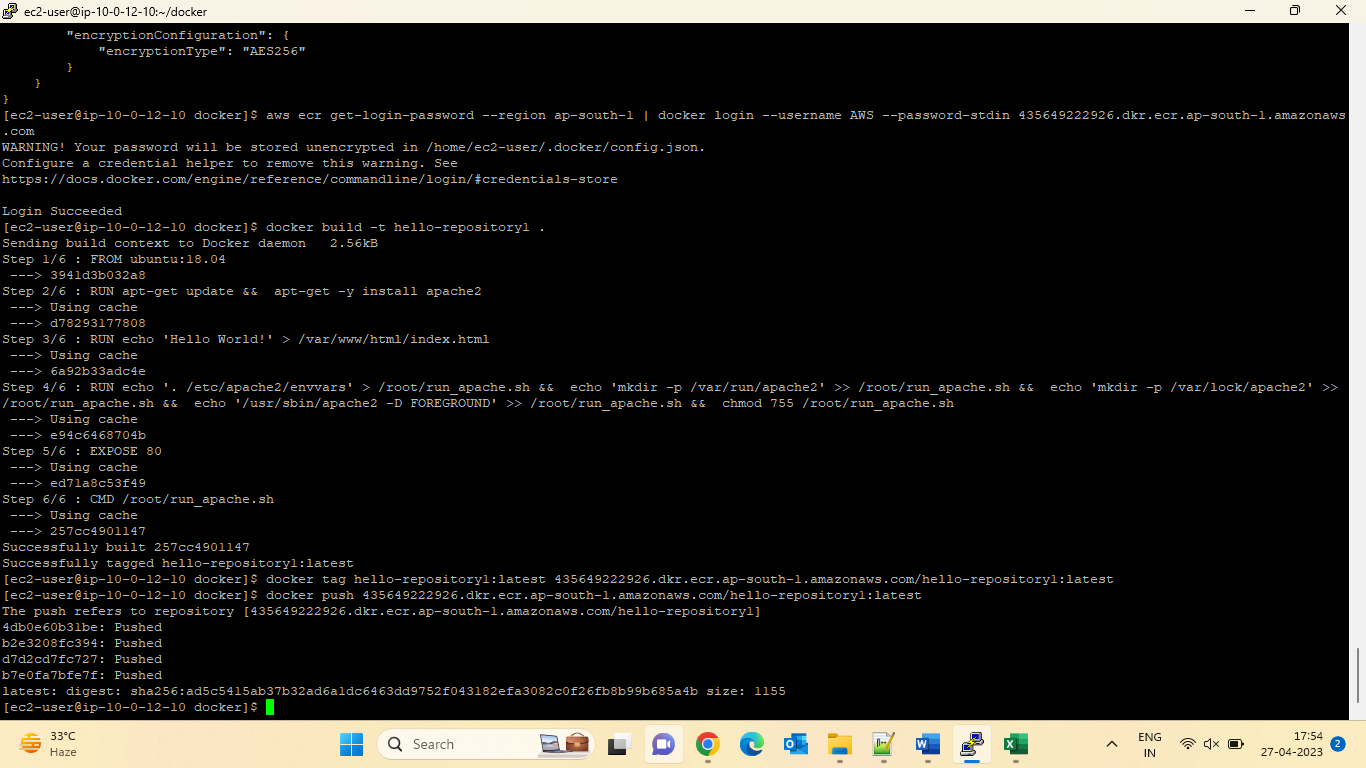 ec2-user@ip-10-0-12-10:~/docker
"encryptionConfiguration": {
"encryptionType": "AES256"
}
}
}
[ec2-user@ip-10-0-12-10 docker]$ aws ecr get-login-password --region ap-south-1 | docker login --username AWS --password-stdin 435649222926.dkr.ecr.ap-south-1.amazonaws
.com
WARNING! Your password will be stored unencrypted in /home/ec2-user/.docker/config.json.
Configure a credential helper to remove this warning. See
https://docs.docker.com/engine/reference/commandline/login/#credentials-store
Login Succeeded
[ec2-user@ip-10-0-12-10 docker]$ docker build -t hello-repository1 .
Sending build context to Docker daemon   2.56kB
Step 1/6 : FROM ubuntu:18.04
---> 3941d3b032a8
Step 2/6 : RUN apt-get update &&  apt-get -y install apache2
---> Using cache
---> d78293177808
Step 3/6 : RUN echo 'Hello World!' > /var/www/html/index.html
---> Using cache
---> 6a92b33adc4e
Step 4/6 : RUN echo '. /etc/apache2/envvars' > /root/run_apache.sh &&  echo 'mkdir -p /var/run/apache2' >> /root/run_apache.sh &&  echo 'mkdir -p /var/lock/apache2' >>
/root/run_apache.sh &&  echo '/usr/sbin/apache2 -D FOREGROUND' >> /root/run_apache.sh &&  chmod 755 /root/run_apache.sh
---> Using cache
---> e94c6468704b
Step 5/6 : EXPOSE 80
---> Using cache
---> ed71a8c53f49
Step 6/6 : CMD /root/run_apache.sh
---> Using cache
---> 257cc4901147
Successfully built 257cc4901147
Successfully tagged hello-repository1:latest
[ec2-user@ip-10-0-12-10 docker]$ docker tag hello-repository1:latest 435649222926.dkr.ecr.ap-south-1.amazonaws.com/hello-repository1:latest
[ec2-user@ip-10-0-12-10 docker]$ docker push 435649222926.dkr.ecr.ap-south-1.amazonaws.com/hello-repository1:latest
The push refers to repository [435649222926.dkr.ecr.ap-south-1.amazonaws.com/hello-repository1]
4db0e60b31be: Pushed
b2e3208fc394: Pushed
d7d2cd7fc727: Pushed
b7e0fa7bfe7f: Pushed
latest: digest: sha256:ad5c5415ab37b32ad6a1dc6463dd9752f043182efa3082c0f26fb8b99b685a4b size: 1155
[ec2-user@ip-10-0-12-10 docker]$
33°C
Haze
Search
ENG
IN
17:54
27-04-2023
2